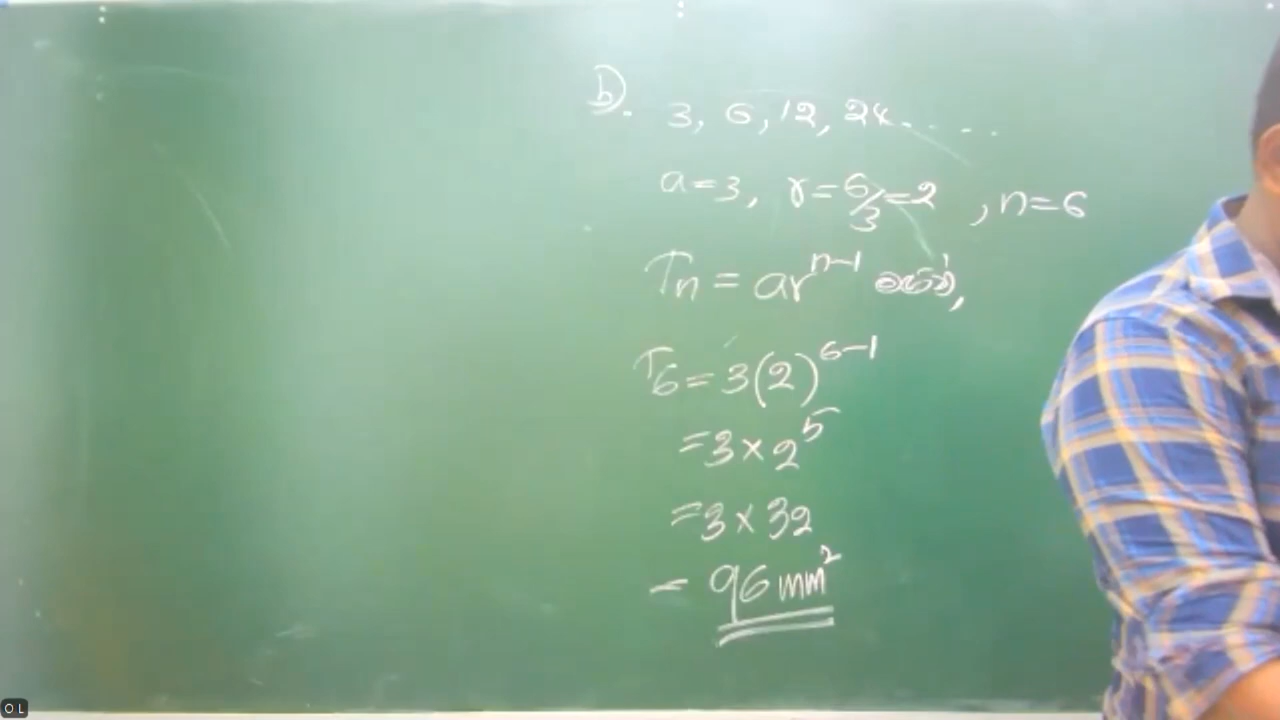 b). 3, 6, 12, 24.....
a = 3, r = 6/3 = 2, n = 6
Tn = ar^(n-1)
T6 = 3(2)^(6-1)
= 3 × 2^5
= 3 × 32
= 96 mm²
OL